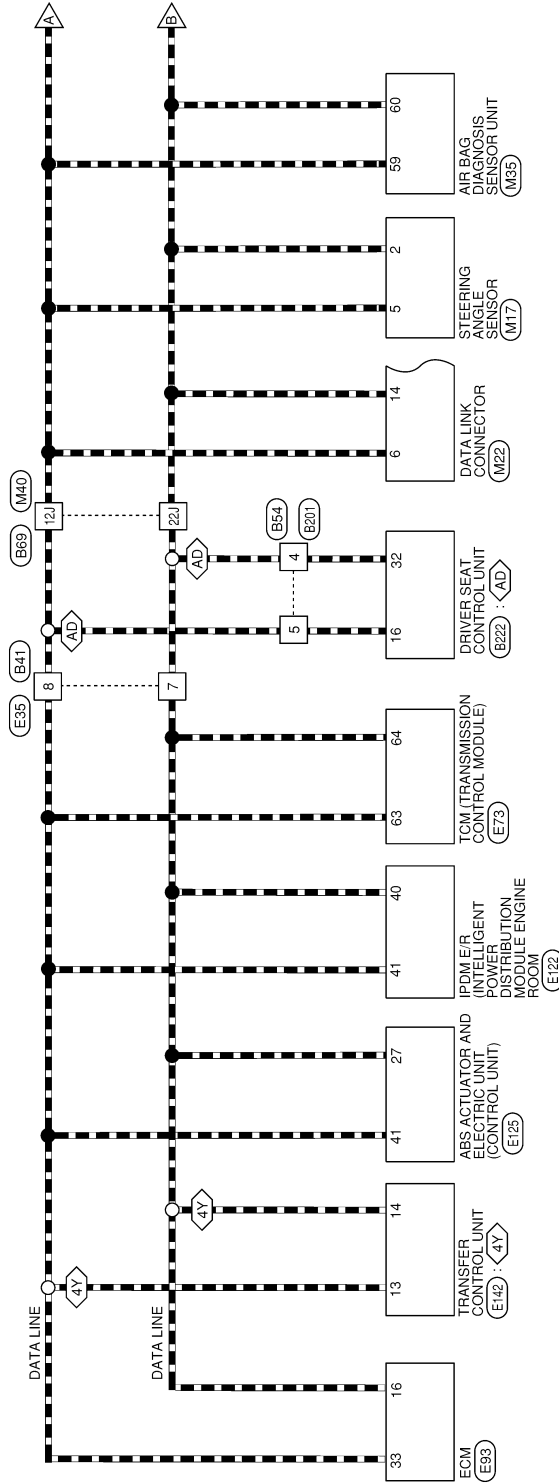 A
B
60
59
AIR BAG
DIAGNOSIS
SENSOR UNIT
M35
2
5
STEERING
ANGLE
SENSOR
M17
14
6
DATA LINK
CONNECTOR
M22
M40
B69
12J
22J
AD
AD
B54
B201
4
5
32
16
DRIVER SEAT
CONTROL UNIT
B222 : AD
B41
E35
8
7
64
63
TCM (TRANSMISSION
CONTROL MODULE)
E73
40
41
IPDM E/R
(INTELLIGENT
POWER
DISTRIBUTION
MODULE ENGINE
ROOM
E122
27
41
ABS ACTUATOR AND
ELECTRIC UNIT
(CONTROL UNIT)
E125
4Y
4Y
14
13
TRANSFER
CONTROL UNIT
E142 : 4Y
DATA LINE
DATA LINE
16
33
ECM
E93